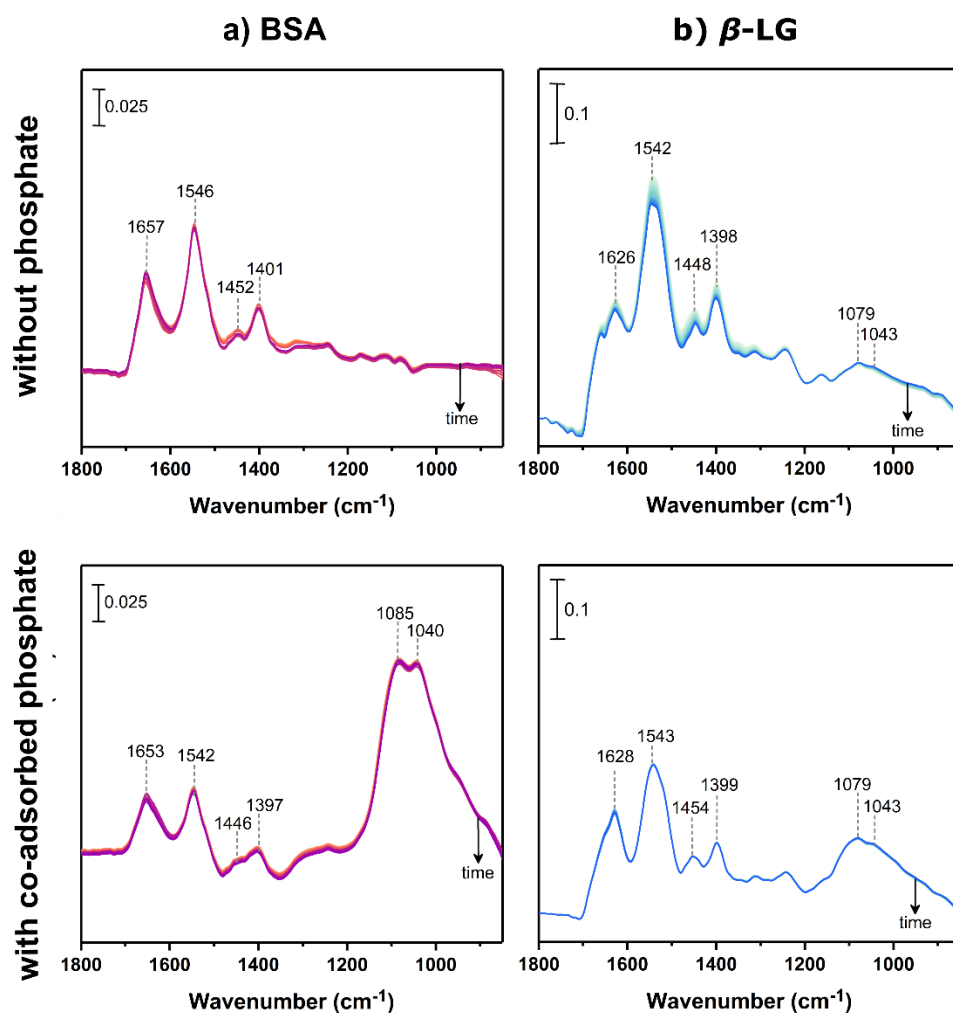 a) BSA
b) β-LG
without phosphate
0.025
1657
1546
1452
1401
time
1800 1600 1400 1200 1000
Wavenumber (cm⁻¹)
0.1
1626
1542
1448
1398
1079
1043
time
1800 1600 1400 1200 1000
Wavenumber (cm⁻¹)
with co-adsorbed phosphate
0.025
1653
1542
1446
1397
1085
1040
time
1800 1600 1400 1200 1000
Wavenumber (cm⁻¹)
0.1
1628
1543
1454
1399
1079
1043
time
1800 1600 1400 1200 1000
Wavenumber (cm⁻¹)